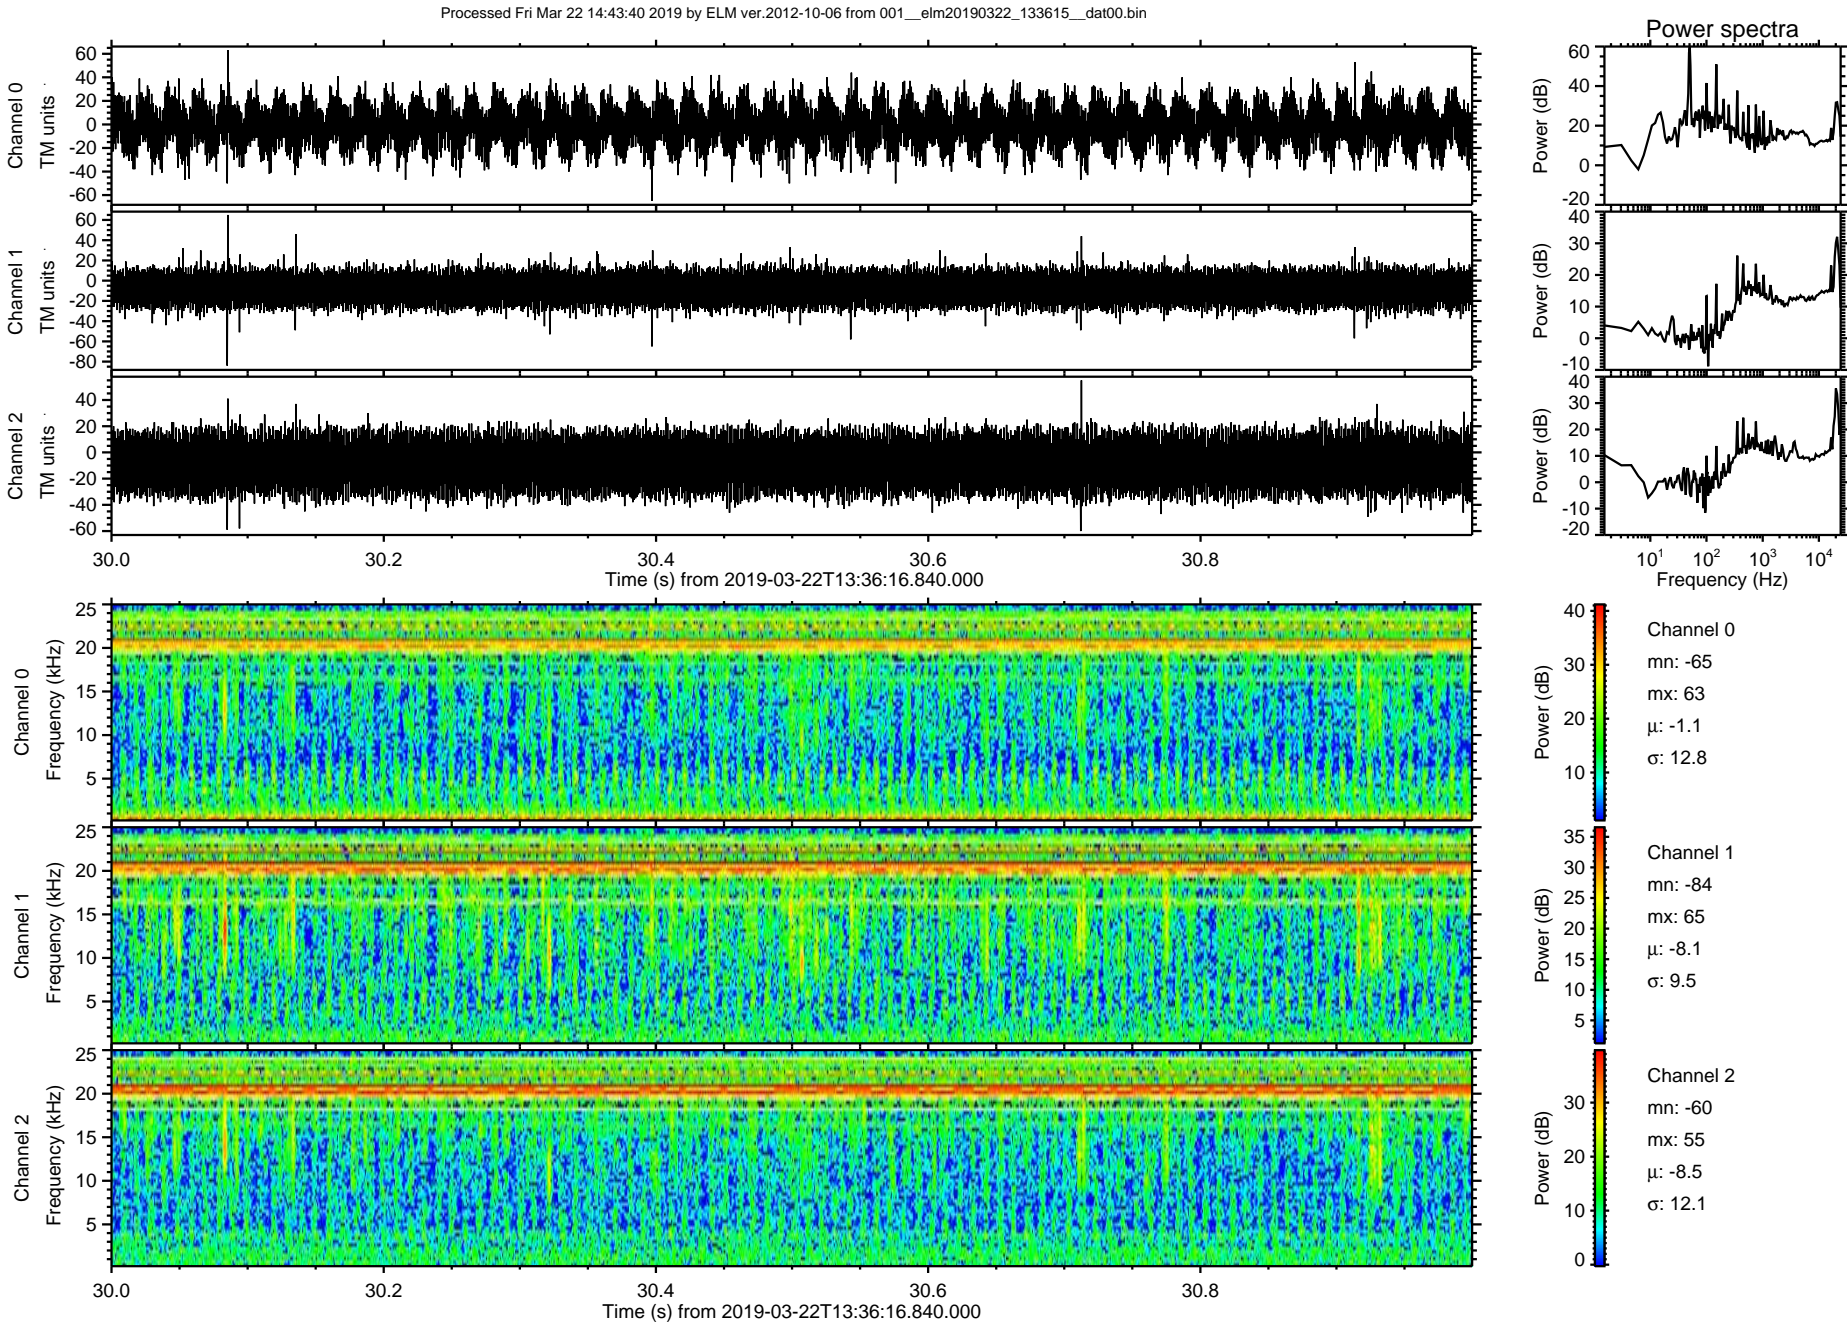 Processed Fri Mar 22 14:43:40 2019 by ELM ver.2012-10-06 from 001__elm20190322_133615__dat00.bin
Power spectra
Channel 0
TM units
60
40
20
0
-20
-40
-60
Power (dB)
60
40
20
0
-20
Channel 1
TM units
60
40
20
0
-20
-40
-60
-80
Power (dB)
40
30
20
10
0
-10
Channel 2
TM units
40
20
0
-20
-40
-60
Power (dB)
40
30
20
10
0
-10
-20
30.0 30.2 30.4 30.6 30.8
Time (s) from 2019-03-22T13:36:16.840.000
10¹ 10² 10³ 10⁴
Frequency (Hz)
Channel 0
Frequency (kHz)
25
20
15
10
5
Power (dB)
40
30
20
10
Channel 0
mn: -65
mx: 63
μ: -1.1
σ: 12.8
Channel 1
Frequency (kHz)
25
20
15
10
5
Power (dB)
35
30
25
20
15
10
5
Channel 1
mn: -84
mx: 65
μ: -8.1
σ: 9.5
Channel 2
Frequency (kHz)
25
20
15
10
5
Power (dB)
30
20
10
0
Channel 2
mn: -60
mx: 55
μ: -8.5
σ: 12.1
30.0 30.2 30.4 30.6 30.8
Time (s) from 2019-03-22T13:36:16.840.000